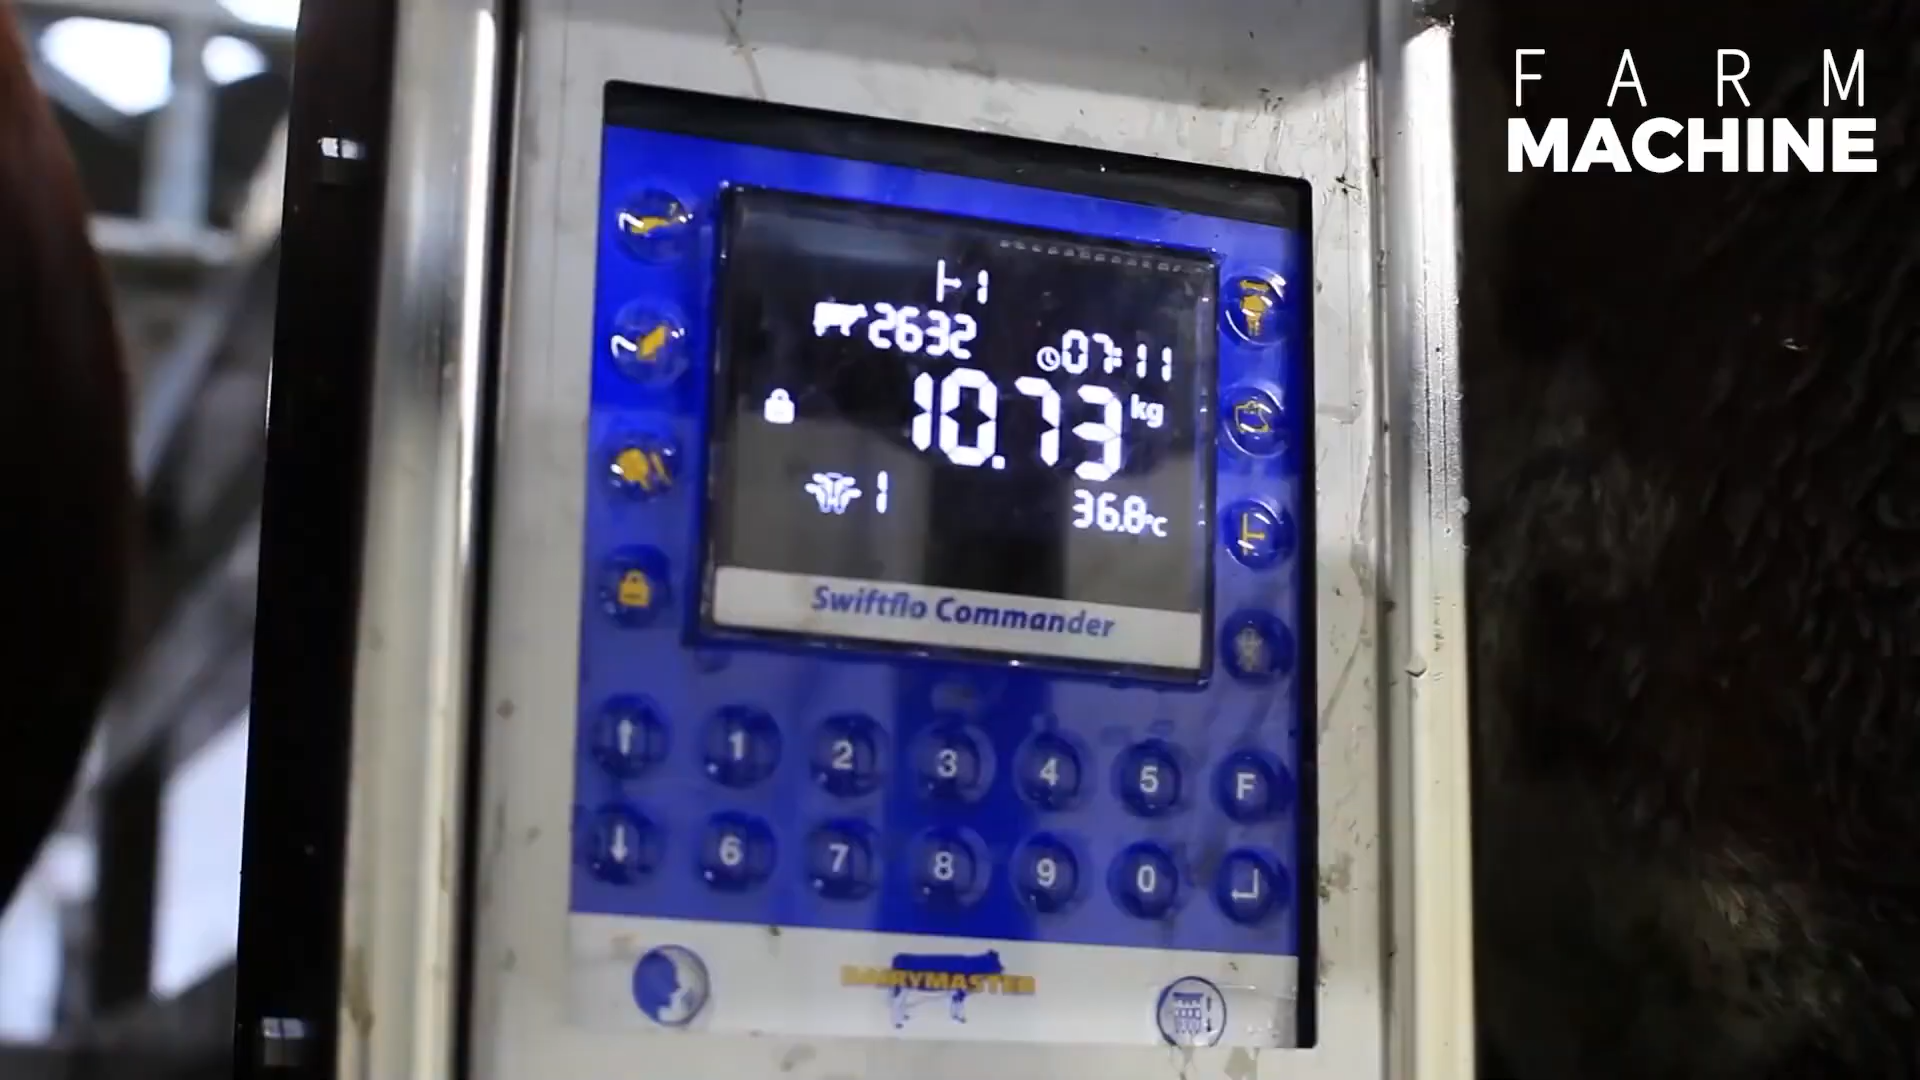 FARM
MACHINE
1
2632
07:11
10.73 kg
1
36.8°C
Swiftflo Commander
1 2 3 4 5 F
6 7 8 9 0
DAIRYMASTER